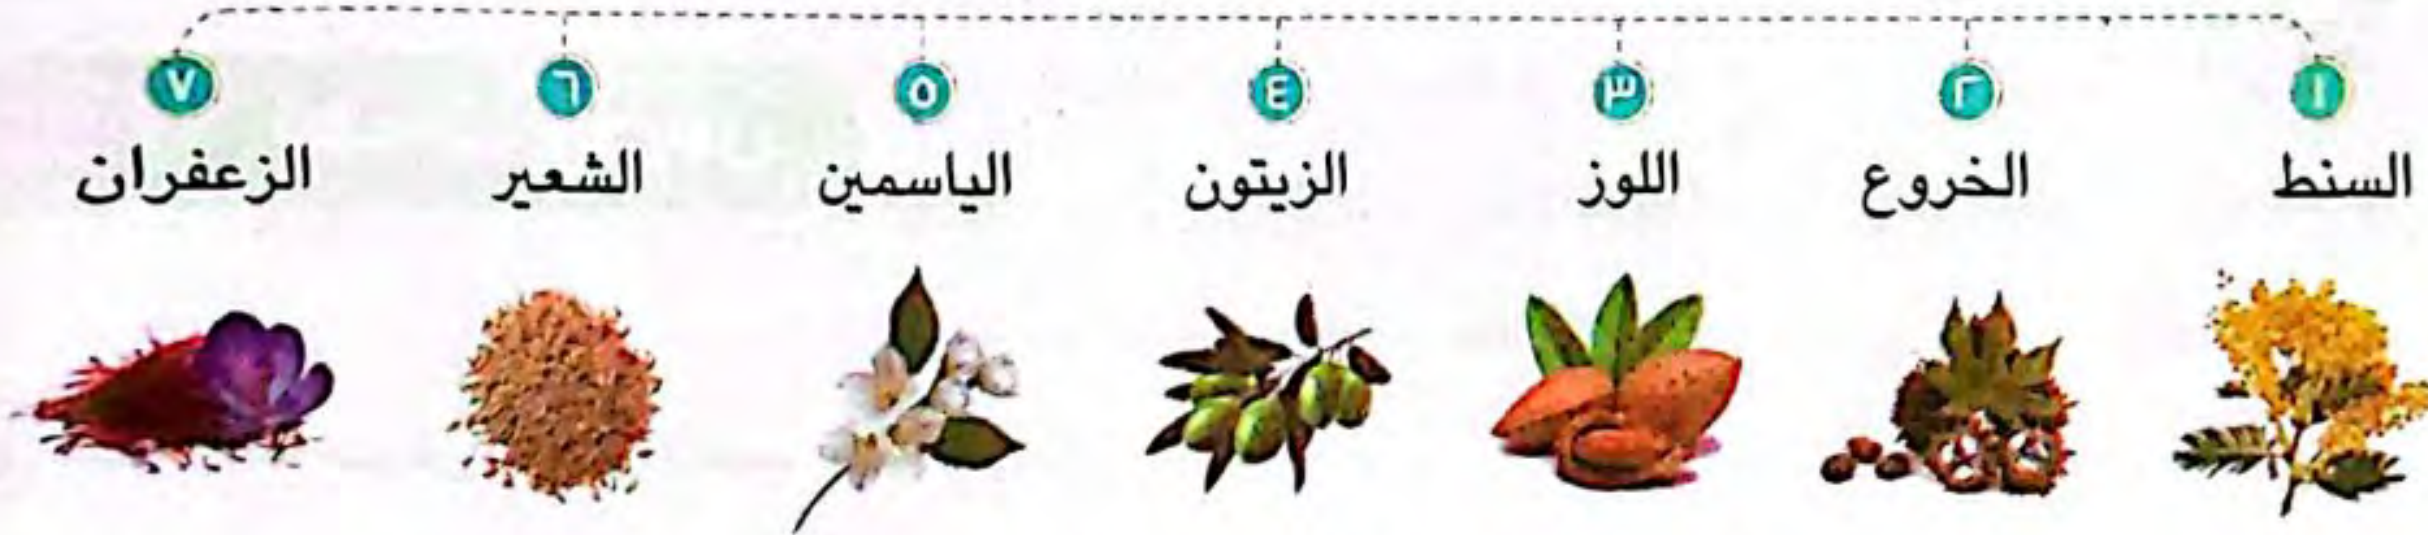 ١ ٢ ٣ ٤ ٥ ٦ ٧
السنط الخروع اللوز الزيتون الياسمين الشعير الزعفران